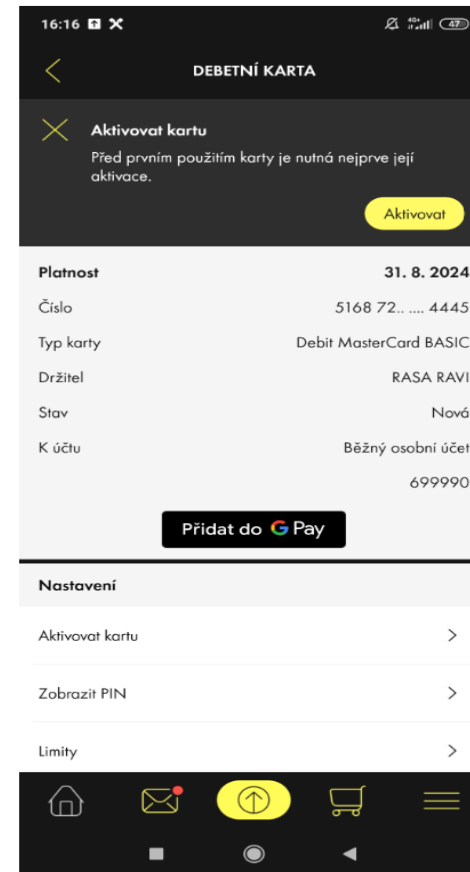 16:16
4G+
47
DEBETNÍ KARTA
Aktivovat kartu
Před prvním použitím karty je nutná nejprve její
aktivace.
Aktivovat
Platnost 31. 8. 2024
Číslo 5168 72.. .... 4445
Typ karty Debit MasterCard BASIC
Držitel RASA RAVI
Stav Nová
K účtu Běžný osobní účet
699990
Přidat do G Pay
Nastavení
Aktivovat kartu
Zobrazit PIN
Limity